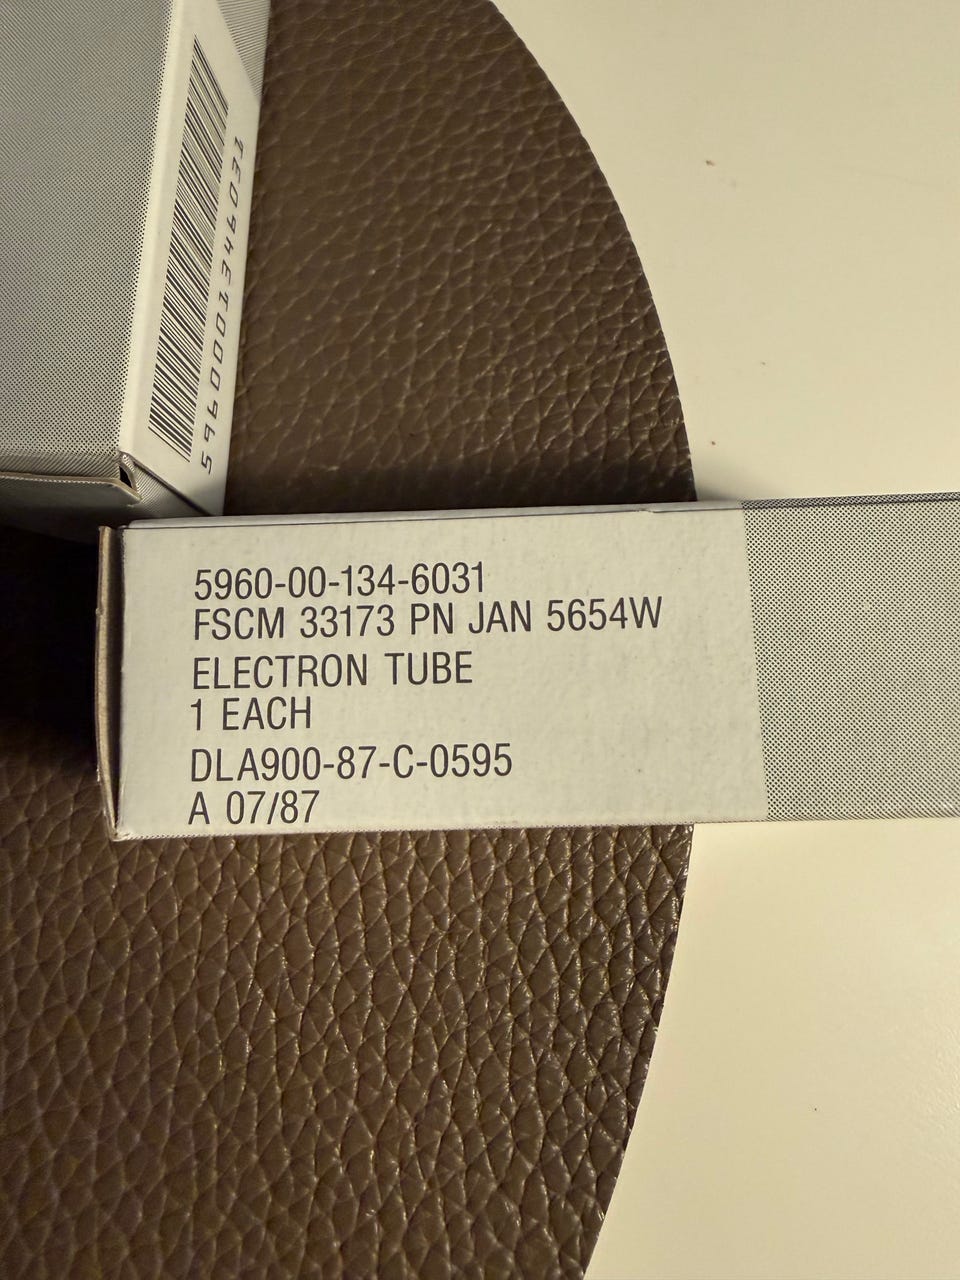 5960001346031
5960-00-134-6031
FSCM 33173 PN JAN 5654W
ELECTRON TUBE
1 EACH
DLA900-87-C-0595
A 07/87